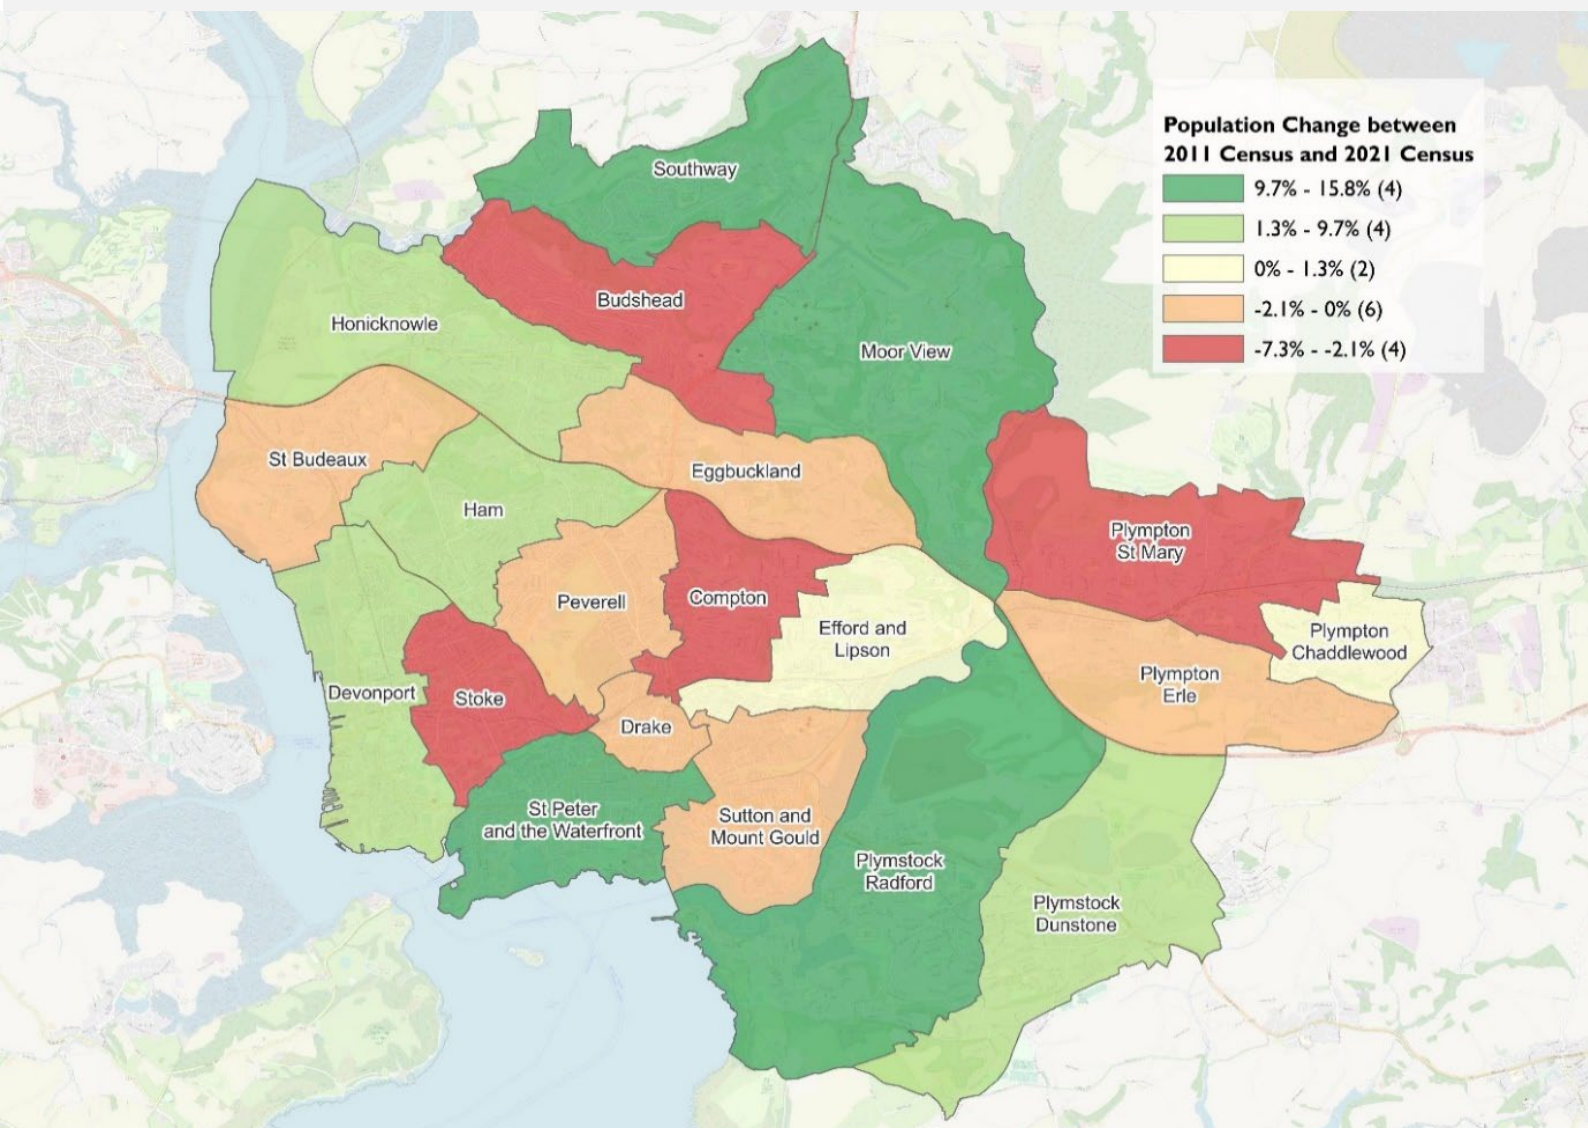 Population Change between
2011 Census and 2021 Census
9.7% - 15.8% (4)
1.3% - 9.7% (4)
0% - 1.3% (2)
-2.1% - 0% (6)
-7.3% - -2.1% (4)
Southway
Budshead
Honicknowle
Moor View
St Budeaux
Eggbuckland
Ham
Plympton
St Mary
Peverell
Compton
Efford and
Lipson
Plympton
Chaddlewood
Plympton
Erle
Devonport
Stoke
Drake
St Peter
and the Waterfront
Sutton and
Mount Gould
Plymstock
Radford
Plymstock
Dunstone